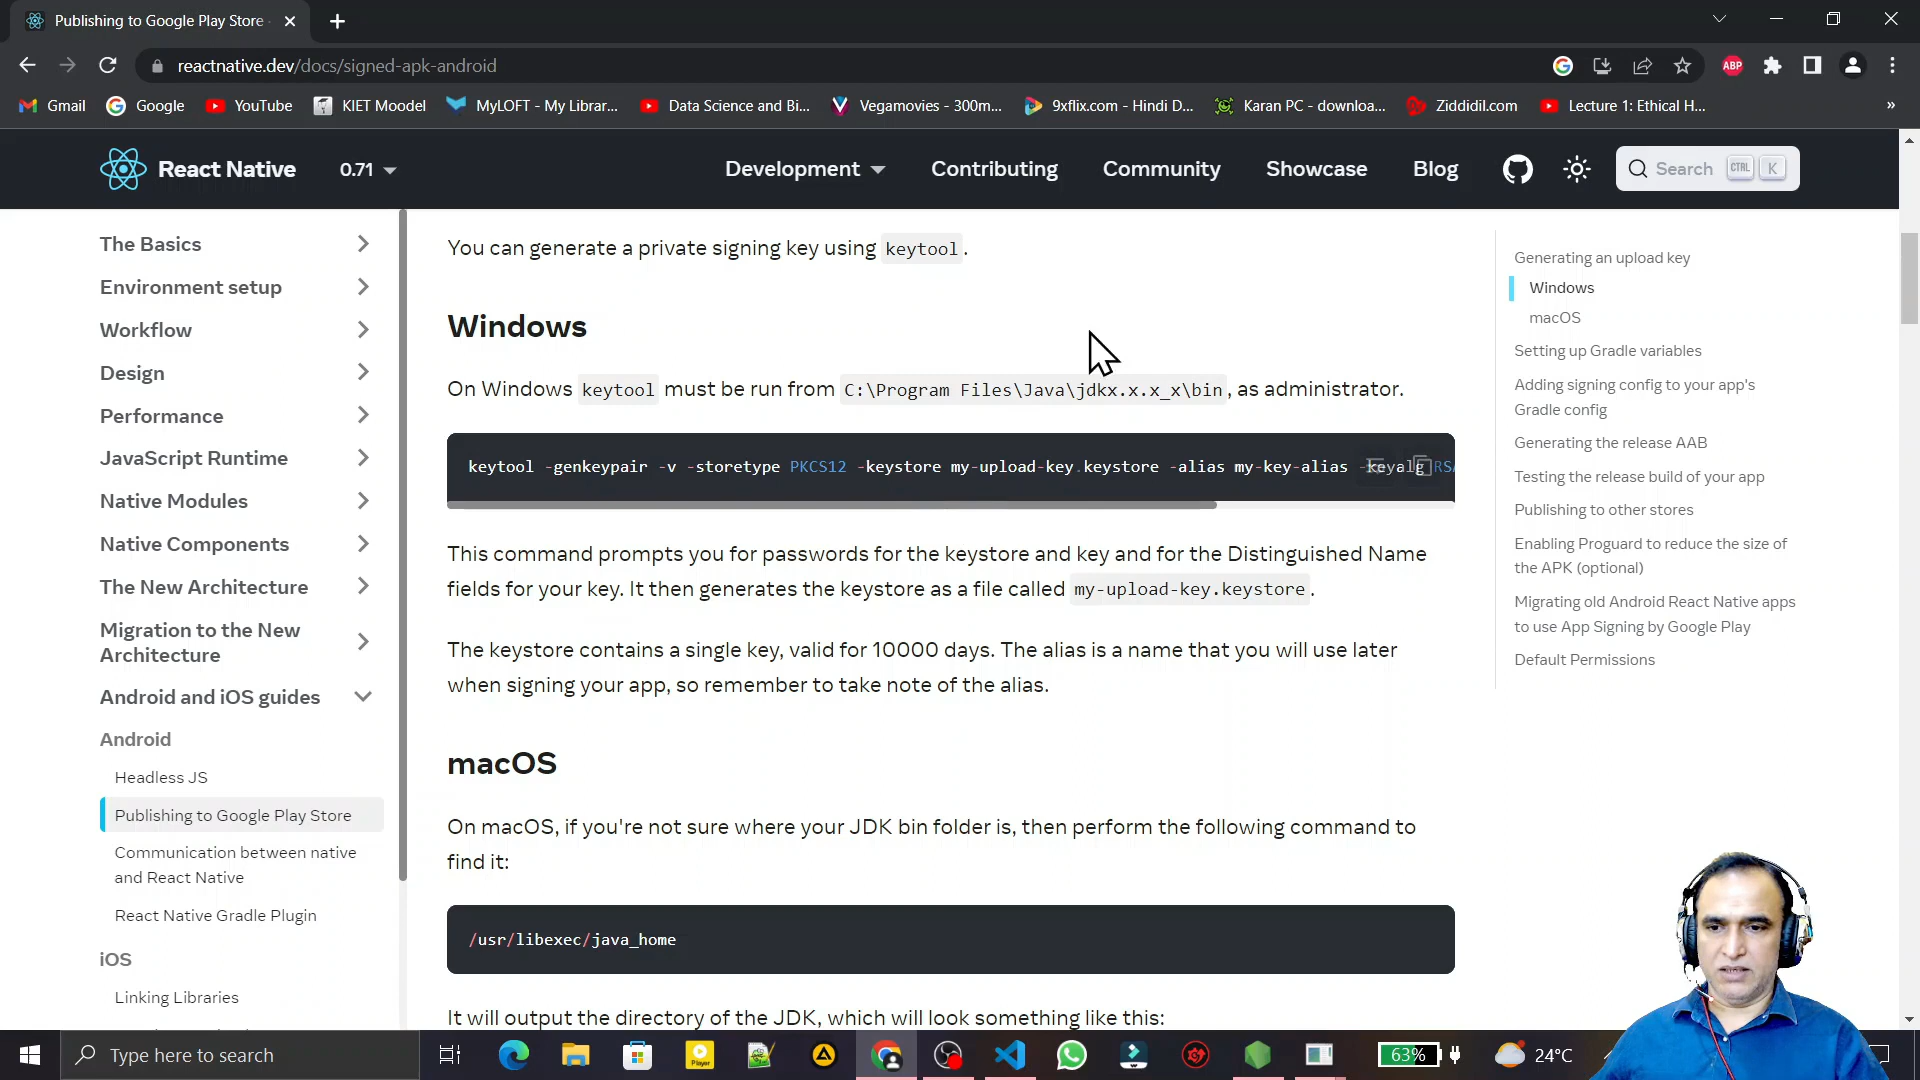 Publishing to Google Play Store
reactnative.dev/docs/signed-apk-android
ABP
Gmail
Google
YouTube
KIET Moodel
MyLOFT - My Librar...
Data Science and Bi...
Vegamovies - 300m...
9xflix.com - Hindi D...
Karan PC - downloa...
Ziddidil.com
Lecture 1: Ethical H...
»
React Native
0.71
Development
Contributing
Community
Showcase
Blog
Search
CTRL
K
The Basics
Environment setup
Workflow
Design
Performance
JavaScript Runtime
Native Modules
Native Components
The New Architecture
Migration to the New
Architecture
Android and iOS guides
Android
Headless JS
Publishing to Google Play Store
Communication between native
and React Native
React Native Gradle Plugin
iOS
Linking Libraries
You can generate a private signing key using keytool.
Windows
On Windows keytool must be run from C:\Program Files\Java\jdkx.x.x_x\bin, as administrator.
keytool -genkeypair -v -storetype PKCS12 -keystore my-upload-key.keystore -alias my-key-alias -keyalg RSA
This command prompts you for passwords for the keystore and key and for the Distinguished Name
fields for your key. It then generates the keystore as a file called my-upload-key.keystore.
The keystore contains a single key, valid for 10000 days. The alias is a name that you will use later
when signing your app, so remember to take note of the alias.
macOS
On macOS, if you're not sure where your JDK bin folder is, then perform the following command to
find it:
/usr/libexec/java_home
It will output the directory of the JDK, which will look something like this:
Generating an upload key
Windows
macOS
Setting up Gradle variables
Adding signing config to your app's
Gradle config
Generating the release AAB
Testing the release build of your app
Publishing to other stores
Enabling Proguard to reduce the size of
the APK (optional)
Migrating old Android React Native apps
to use App Signing by Google Play
Default Permissions
Type here to search
Player
63%
24°C